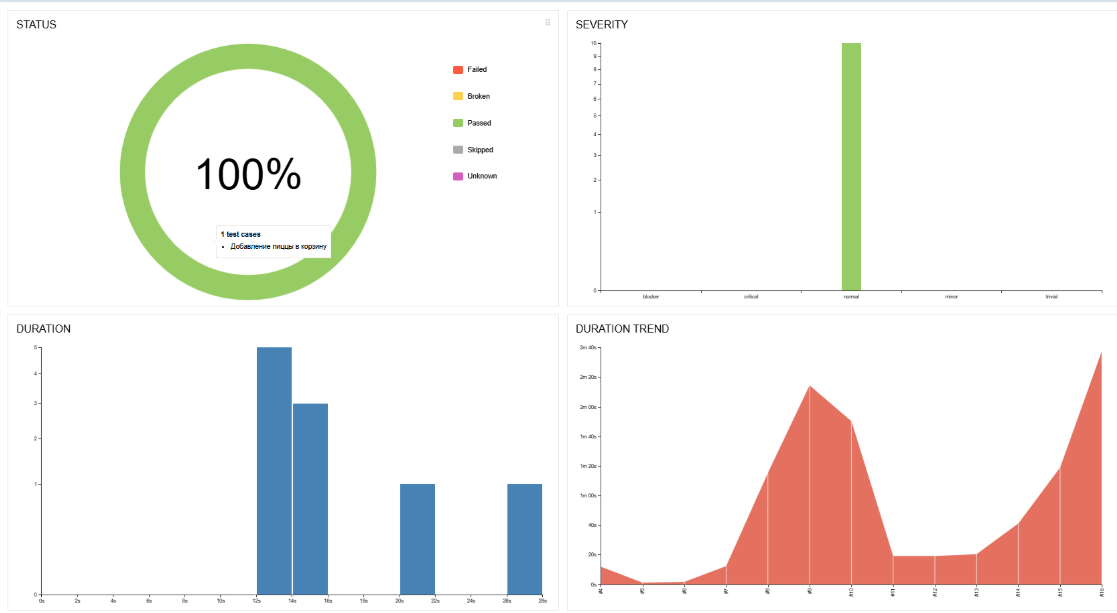 STATUS
100%
1 test cases
• Добавление пиццы в корзину
Failed
Broken
Passed
Skipped
Unknown
SEVERITY
10
9
8
7
6
5
4
3
2
1
0
blocker
critical
normal
minor
trivial
DURATION
5
4
3
2
1
0
0s
2s
4s
6s
8s
10s
12s
14s
16s
18s
20s
22s
24s
26s
28s
DURATION TREND
2m 40s
2m 20s
2m 00s
1m 40s
1m 20s
1m 00s
40s
20s
0s
#4
#5
#6
#7
#8
#9
#10
#11
#12
#13
#14
#15
#16